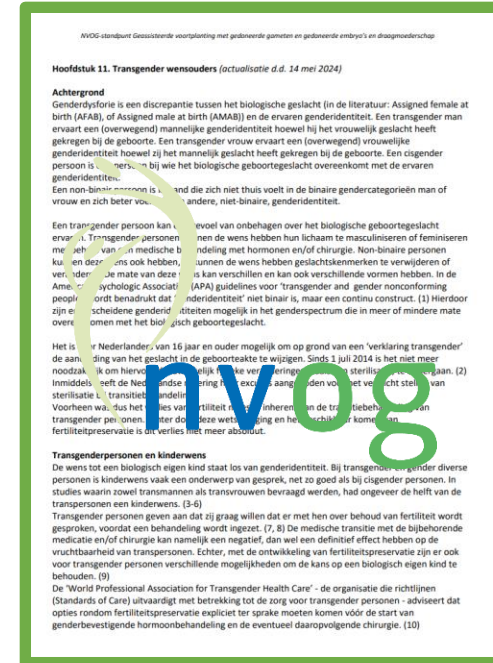 NVOG-standpunt Geassisteerde voortplanting met gedoneerde gameten en gedoneerde embryo's en draagmoederschap
Hoofdstuk 11. Transgender wensouders (actualisatie d.d. 14 mei 2024)
Achtergrond
Genderdysforie is een discrepantie tussen het biologische geslacht (in de literatuur: Assigned female at
birth (AFAB), of Assigned male at birth (AMAB)) en de ervaren genderidentiteit. Een transgender man
ervaart een (overwegend) mannelijke genderidentiteit hoewel hij het vrouwelijk geslacht heeft
gekregen bij de geboorte. Een transgender vrouw ervaart een (overwegend) vrouwelijke
genderidentiteit hoewel zij het mannelijk geslacht heeft gekregen bij de geboorte. Een cisgender
persoon is persoon bij wie het biologische geboortegeslacht overeenkomt met de ervaren
genderidentiteit.
Een non-binair persoon is die zich niet thuis voelt in de binaire gendercategorieën man of
vrouw en zich beter andere, niet-binaire, genderidentiteit.
Een transgender persoon kan gevoel van onbehagen over het biologische geboortegeslacht
ervaren. Transgender personen de wens hebben hun lichaam te masculiniseren of feminiseren
met van een medische behandeling met hormonen en/of chirurgie. Non-binaire personen
kunnen deze ook hebben, kunnen de wens hebben geslachtskenmerken te verwijderen of
De mate van deze kan verschillen en kan ook verschillende vormen hebben. In de
American Psychologic Association (APA) guidelines voor 'transgender and gender nonconforming
people' wordt benadrukt dat 'genderidentiteit' niet binair is, maar een continu construct. (1) Hierdoor
zijn verscheidene genderidentiteiten mogelijk in het genderspectrum die in meer of mindere mate
overeenkomen met het biologisch geboortegeslacht.
Het is Nederlanders van 16 jaar en ouder mogelijk om op grond van een 'verklaring transgender'
de aanduiding van het geslacht in de geboorteakte te wijzigen. Sinds 1 juli 2014 is het niet meer
noodzakelijk om sterilisatie) te ondergaan. (2)
Inmiddels heeft de Nederlandse regering excuses aangeboden voor het verplicht stellen van
sterilisatie bij transitiebehandeling
Voorheen was dus het verlies van fertiliteit inherent aan de transitiebehandeling van
transgender personen. Echter door deze wetswijziging en het beschikbaar komen van
fertiliteitspreservatie is dit verlies niet meer absoluut.
Transgenderpersonen en kinderwens
De wens tot een biologisch eigen kind staat los van genderidentiteit. Bij transgender en gender diverse
personen is kinderwens vaak een onderwerp van gesprek, net zo goed als bij cisgender personen. In
studies waarin zowel transmannen als transvrouwen bevraagd werden, had ongeveer de helft van de
transpersonen een kinderwens. (3-6)
Transgender personen geven aan dat zij graag willen dat er met hen over behoud van fertiliteit wordt
gesproken, voordat een behandeling wordt ingezet. (7, 8) De medische transitie met de bijbehorende
medicatie en/of chirurgie kan namelijk een negatief, dan wel een definitief effect hebben op de
vruchtbaarheid van transpersonen. Echter, met de ontwikkeling van fertiliteitspreservatie zijn er ook
voor transgender personen verschillende mogelijkheden om de kans op een biologisch eigen kind te
behouden. (9)
De 'World Professional Association for Transgender Health Care' - de organisatie die richtlijnen
(Standards of Care) uitvaardigt met betrekking tot de zorg voor transgender personen - adviseert dat
opties rondom fertiliteitspreservatie expliciet ter sprake moeten komen vóór de start van
genderbevestigende hormoonbehandeling en de eventueel daaropvolgende chirurgie. (10)
nvog